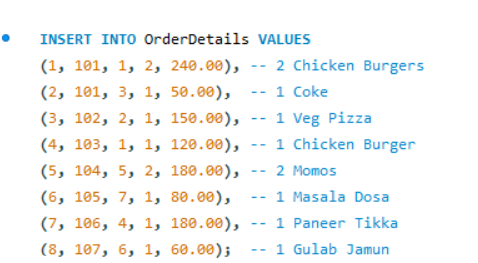 INSERT INTO OrderDetails VALUES
(1, 101, 1, 2, 240.00), -- 2 Chicken Burgers
(2, 101, 3, 1, 50.00),  -- 1 Coke
(3, 102, 2, 1, 150.00), -- 1 Veg Pizza
(4, 103, 1, 1, 120.00), -- 1 Chicken Burger
(5, 104, 5, 2, 180.00), -- 2 Momos
(6, 105, 7, 1, 80.00),  -- 1 Masala Dosa
(7, 106, 4, 1, 180.00), -- 1 Paneer Tikka
(8, 107, 6, 1, 60.00);  -- 1 Gulab Jamun